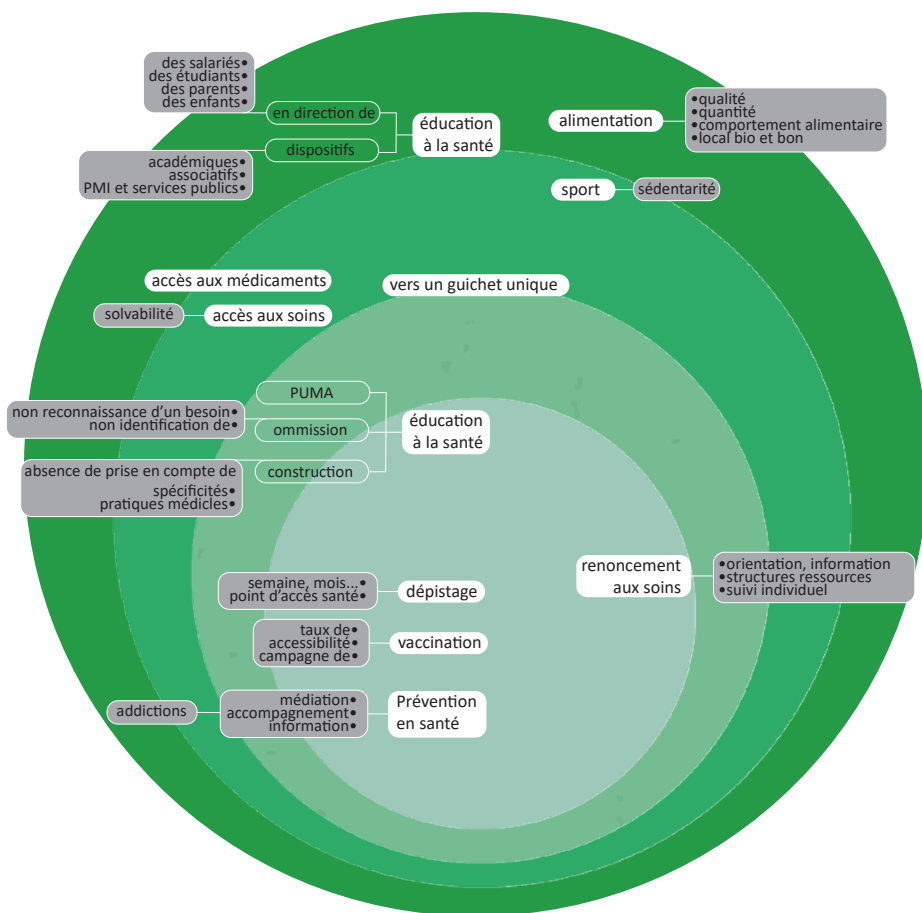 des salariés•
des étudiants•
des parents•
des enfants•
en direction de
dispositifs
académiques•
associatifs•
PMI et services publics•
éducation
à la santé
alimentation
•qualité
•quantité
•comportement alimentaire
•local bio et bon
sport
sédentarité
accès aux médicaments
solvabilité
accès aux soins
vers un guichet unique
PUMA
non reconnaissance d'un besoin•
non identification de•
ommission
absence de prise en compte de
spécificités•
pratiques médicles•
construction
éducation
à la santé
renoncement
aux soins
•orientation, information
•structures ressources
•suivi individuel
semaine, mois...•
point d'accès santé•
dépistage
taux de•
accessibilité•
campagne de•
vaccination
addictions
médiation•
accompagnement•
information•
Prévention
en santé